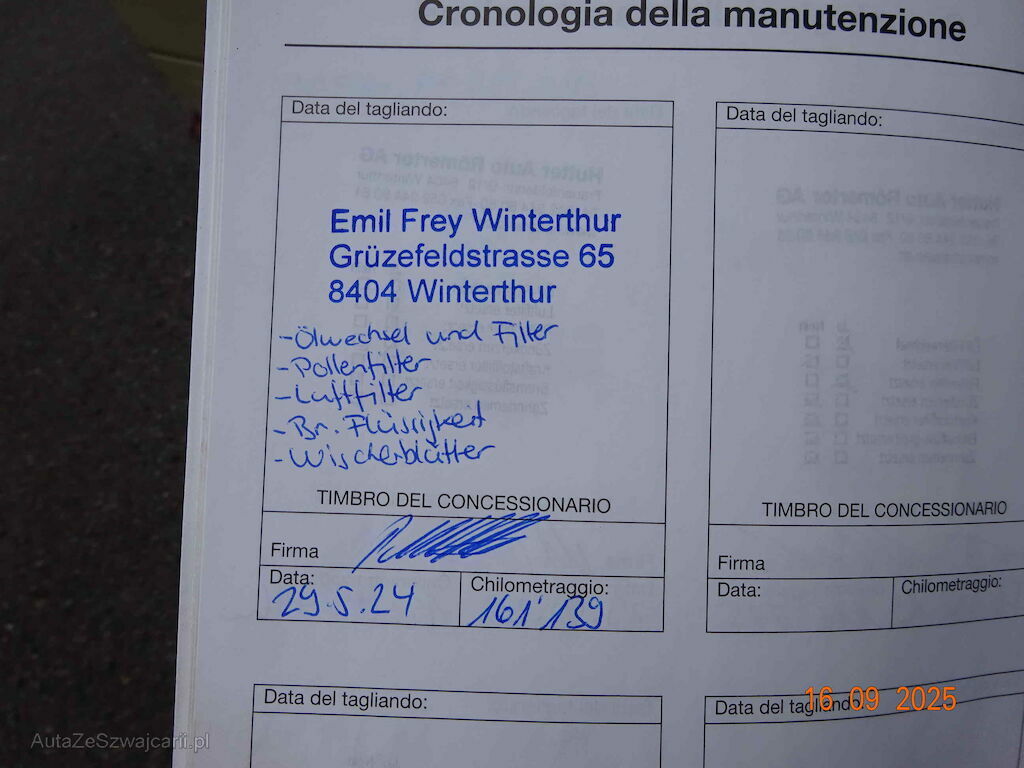 Cronologia della manutenzione
Data del tagliando:
Emil Frey Winterthur
Grüzefeldstrasse 65
8404 Winterthur
-Ölwechsel und Filter
-Pollenfilter
-Luftfilter
-Br. Flüssigkeit
-Wischerblätter
TIMBRO DEL CONCESSIONARIO
Firma
Data:
29.5.24
Chilometraggio:
161'139
Data del tagliando:
TIMBRO DEL CONCESSIONARIO
Firma
Data:
Chilometraggio:
Data del tagliando:
Data del tagliando:
16 09 2025
AutaZeSzwajcarii.pl